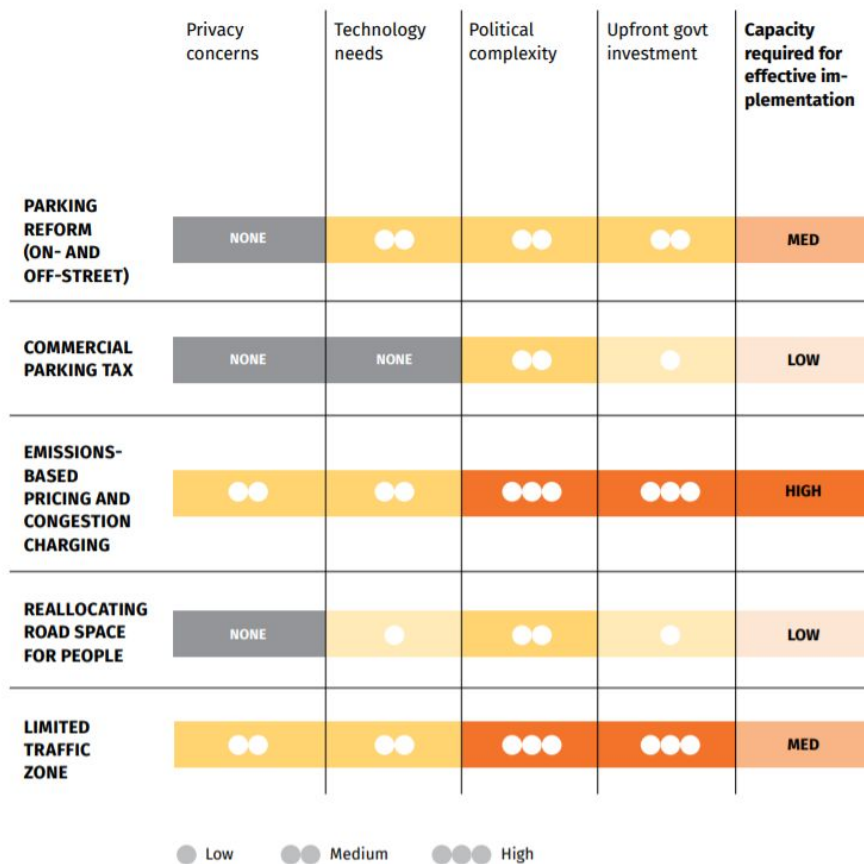 Privacy
concerns
Technology
needs
Political
complexity
Upfront govt
investment
Capacity
required for
effective im-
plementation
PARKING
REFORM
(ON- AND
OFF-STREET)
NONE
MED
COMMERCIAL
PARKING TAX
NONE
NONE
LOW
EMISSIONS-
BASED
PRICING AND
CONGESTION
CHARGING
HIGH
REALLOCATING
ROAD SPACE
FOR PEOPLE
NONE
LOW
LIMITED
TRAFFIC
ZONE
MED
Low
Medium
High